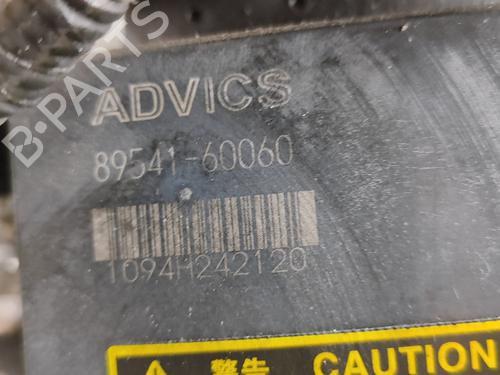 ADVICS
89541-60060
1094H242120
警告 CAUTION
B-PARTS